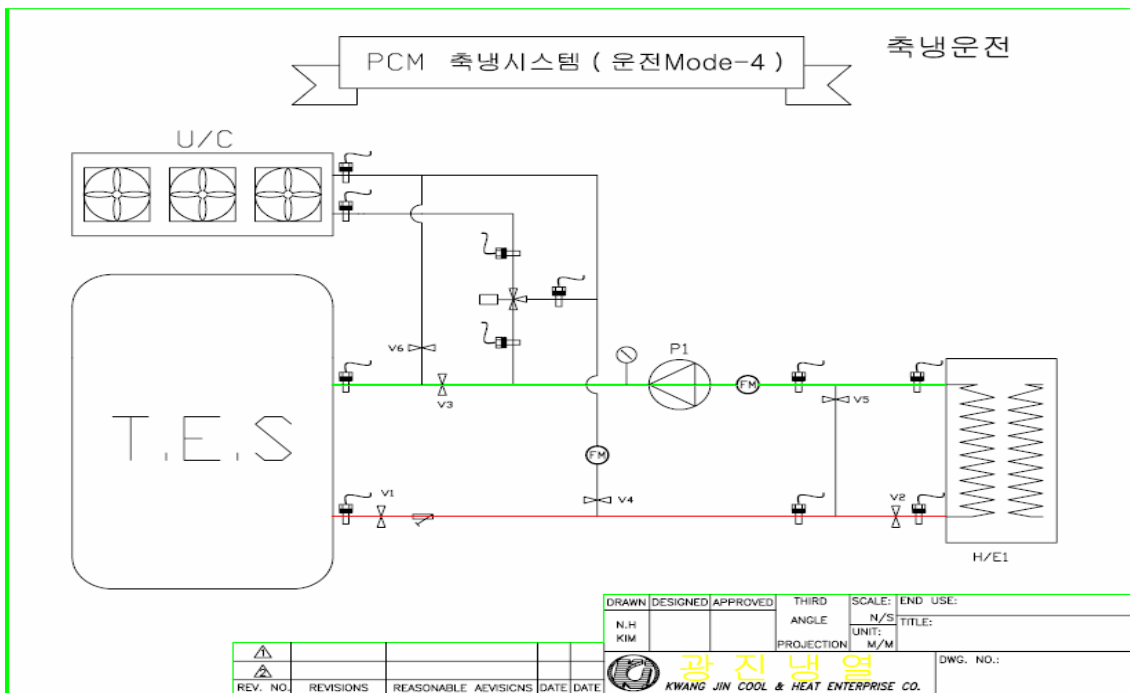 PCM 축냉시스템 ( 운전Mode-4 )
축냉운전
U/C
V6
V3
P1
FM
V5
T.E.S
FM
V1
V4
V2
H/E1
DRAWN DESIGNED APPROVED THIRD ANGLE PROJECTION SCALE: N/S END USE:
N.H KIM UNIT: M/M TITLE:
광진냉열 DWG. NO.:
KWANG JIN COOL & HEAT ENTERPRISE CO.
1
2
REV. NO. REVISIONS REASONABLE AEVISICNS DATE DATE